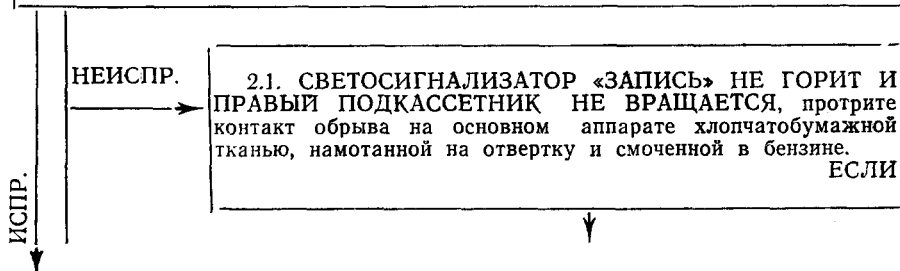 НЕИСПР.
2.1. СВЕТОСИГНАЛИЗАТОР «ЗАПИСЬ» НЕ ГОРИТ И
ПРАВЫЙ ПОДКАССЕТНИК НЕ ВРАЩАЕТСЯ, протрите
контакт обрыва на основном аппарате хлопчатобумажной
тканью, намотанной на отвертку и смоченной в бензине.
ЕСЛИ
ИСПР.